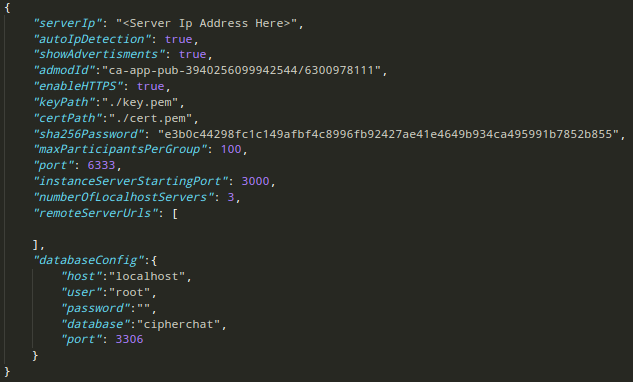 {
"serverIp": "<Server Ip Address Here>",
"autoIpDetection": true,
"showAdvertisments": true,
"admodId":"ca-app-pub-3940256099942544/6300978111",
"enableHTTPS": true,
"keyPath":"./key.pem",
"certPath":"./cert.pem",
"sha256Password": "e3b0c44298fc1c149afbf4c8996fb92427ae41e4649b934ca495991b7852b855",
"maxParticipantsPerGroup": 100,
"port": 6333,
"instanceServerStartingPort": 3000,
"numberOfLocalhostServers": 3,
"remoteServerUrls": [
],
"databaseConfig":{
"host":"localhost",
"user":"root",
"password":"",
"database":"cipherchat",
"port": 3306
}
}